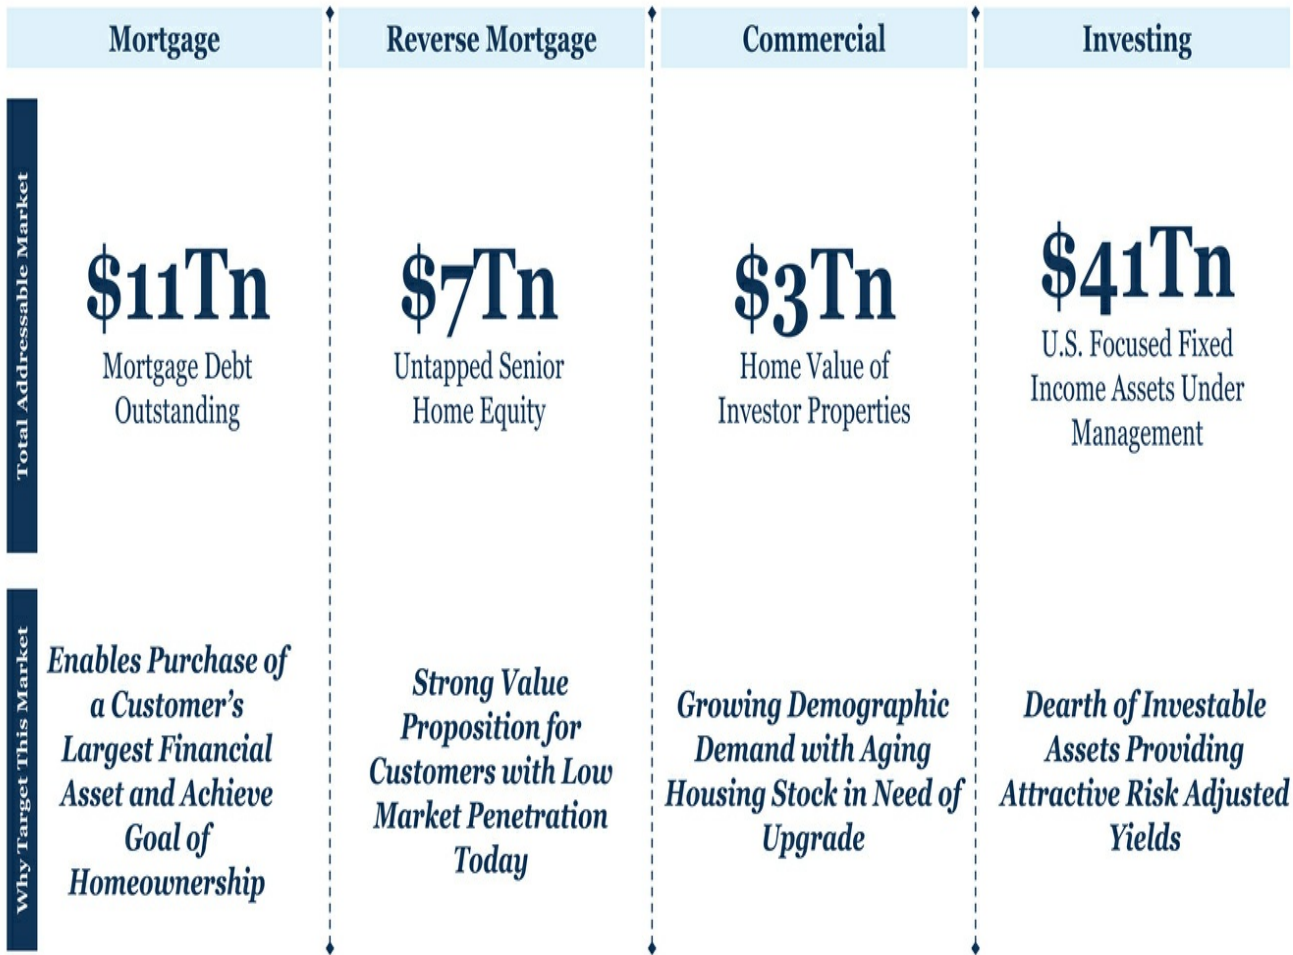 Mortgage
Reverse Mortgage
Commercial
Investing
Total Addressable Market
$11Tn
Mortgage Debt
Outstanding
$7Tn
Untapped Senior
Home Equity
$3Tn
Home Value of
Investor Properties
$41Tn
U.S. Focused Fixed
Income Assets Under
Management
Why Target This Market
Enables Purchase of
a Customer’s
Largest Financial
Asset and Achieve
Goal of
Homeownership
Strong Value
Proposition for
Customers with Low
Market Penetration
Today
Growing Demographic
Demand with Aging
Housing Stock in Need of
Upgrade
Dearth of Investable
Assets Providing
Attractive Risk Adjusted
Yields